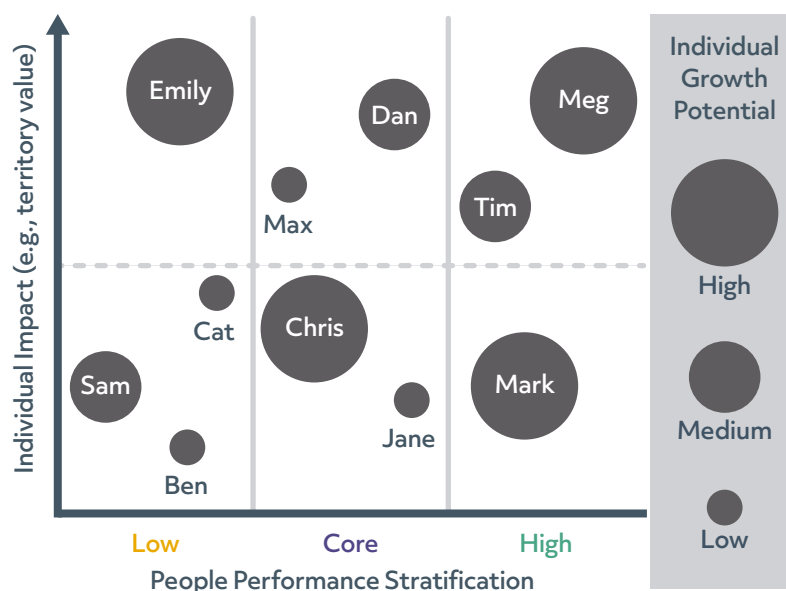 Individual Impact (e.g., territory value)
Emily
Dan
Meg
Max
Tim
Cat
Chris
Sam
Mark
Jane
Ben
Low
Core
High
People Performance Stratification
Individual
Growth
Potential
High
Medium
Low